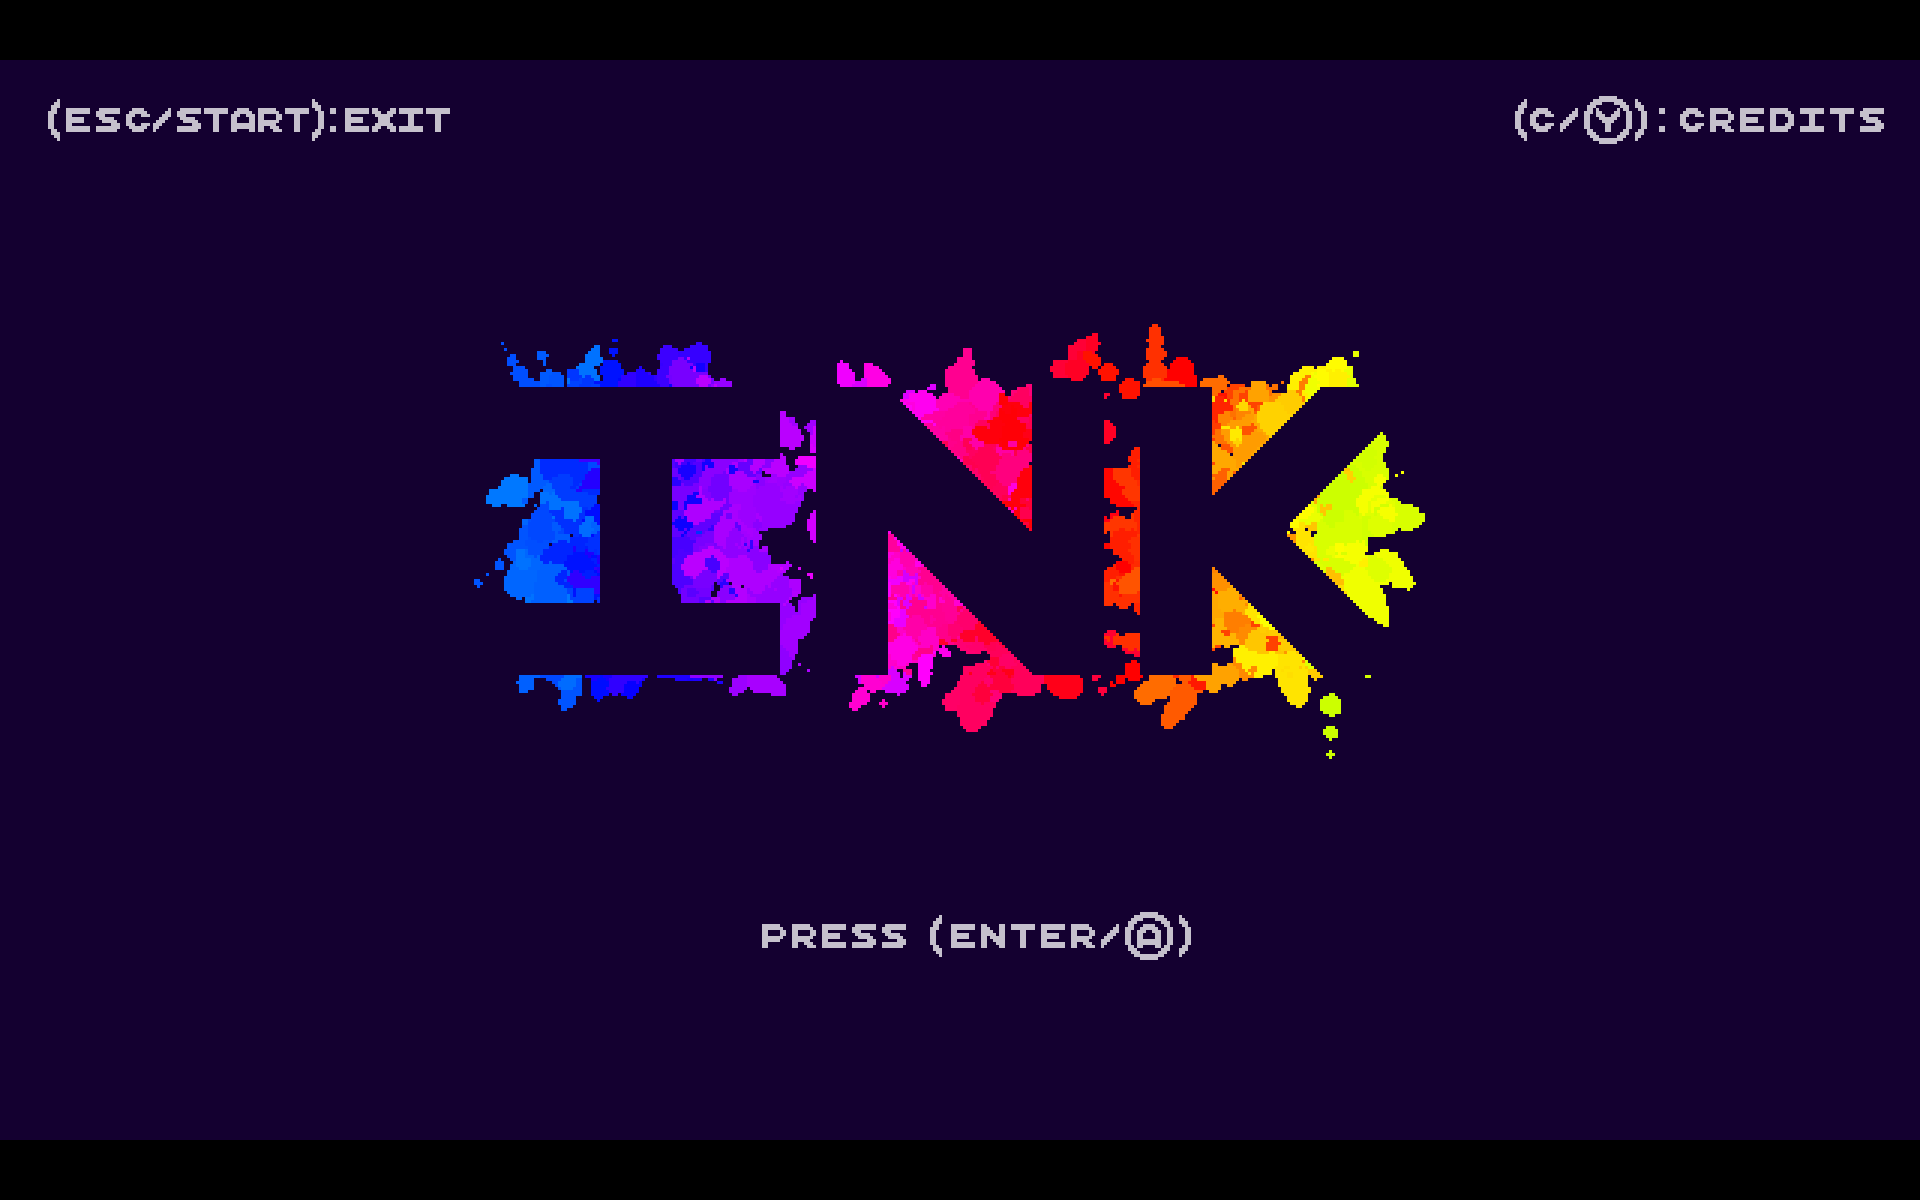 (ESC/START):EXIT
(C/Ⓨ):CREDITS
INK
PRESS (ENTER/Ⓐ)